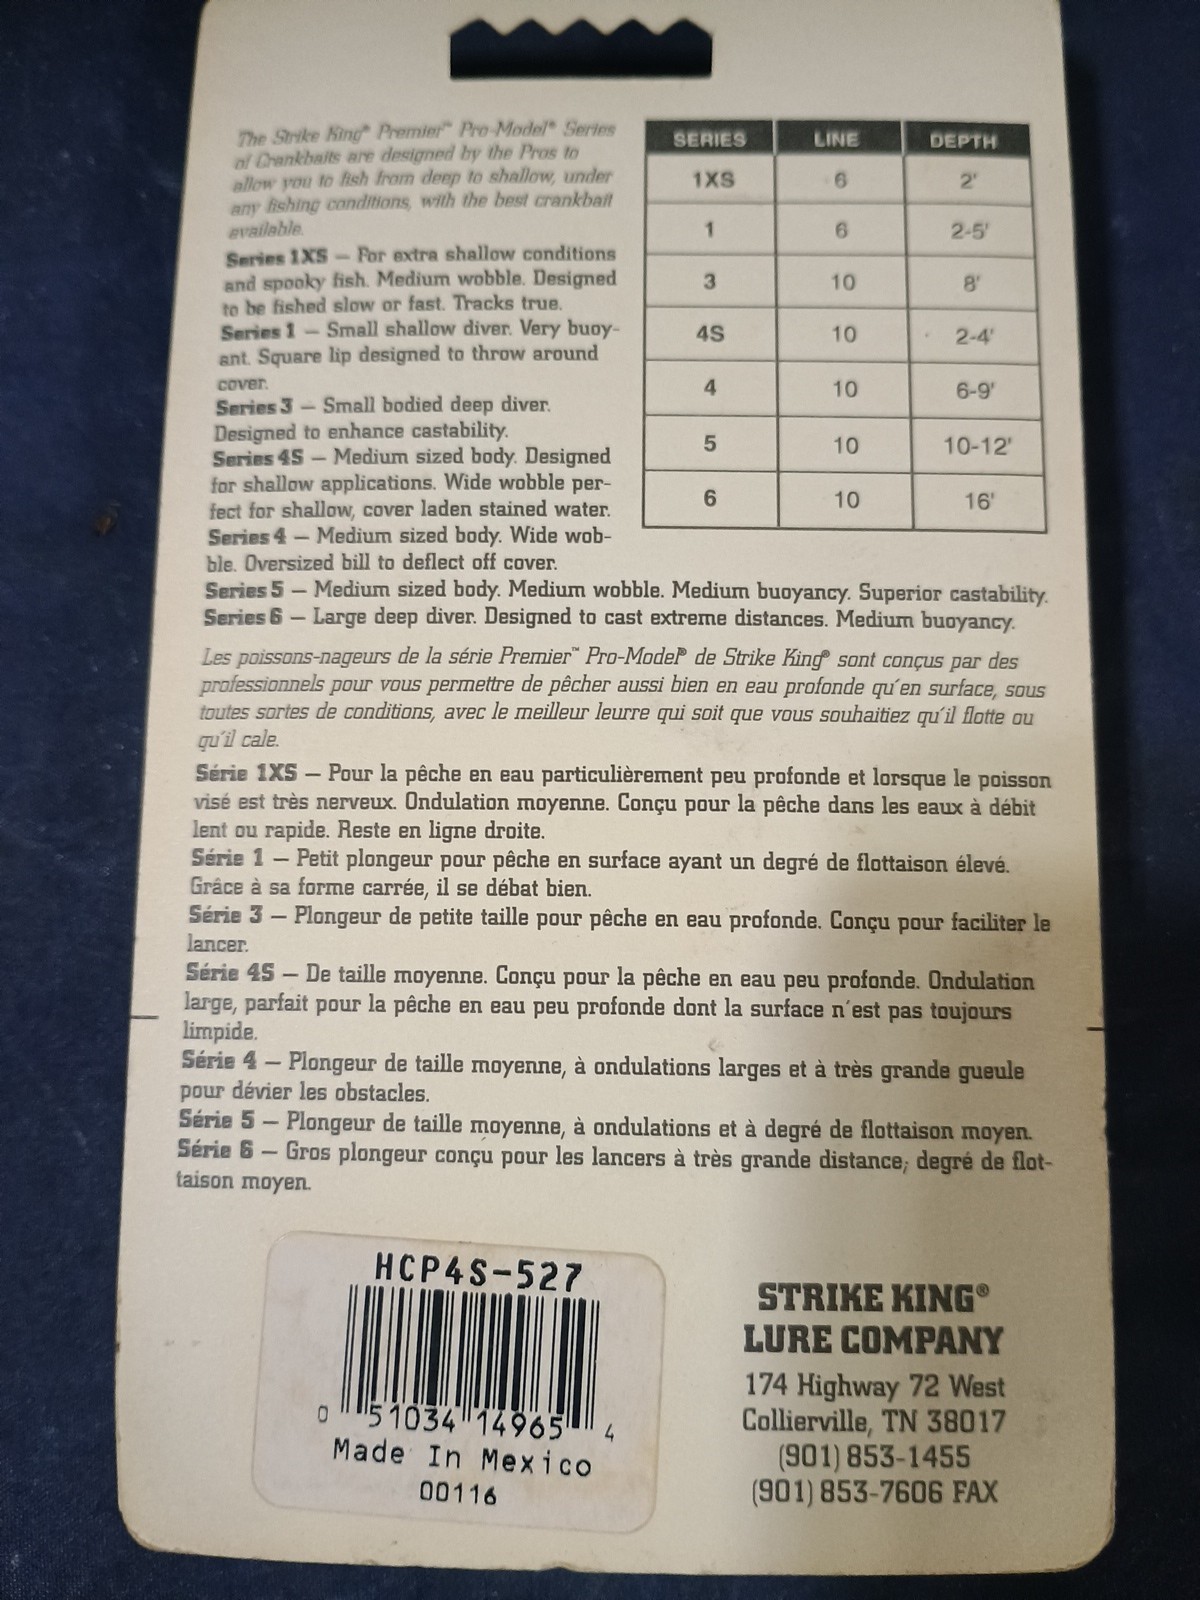 The Strike King® Premier™ Pro-Model® Series
of Crankbaits are designed by the Pros to
allow you to fish from deep to shallow, under
any fishing conditions, with the best crankbait
available.
Series 1XS – For extra shallow conditions
and spooky fish. Medium wobble. Designed
to be fished slow or fast. Tracks true.
Series 1 – Small shallow diver. Very buoy-
ant. Square lip designed to throw around
cover.
Series 3 – Small bodied deep diver.
Designed to enhance castability.
Series 4S – Medium sized body. Designed
for shallow applications. Wide wobble per-
fect for shallow, cover laden stained water.
Series 4 – Medium sized body. Wide wob-
ble. Oversized bill to deflect off cover.
Series 5 – Medium sized body. Medium wobble. Medium buoyancy. Superior castability.
Series 6 – Large deep diver. Designed to cast extreme distances. Medium buoyancy.
SERIES LINE DEPTH
1XS 6 2'
1 6 2-5'
3 10 8'
4S 10 2-4'
4 10 6-9'
5 10 10-12'
6 10 16'
Les poissons-nageurs de la série Premier™ Pro-Model® de Strike King® sont conçus par des
professionnels pour vous permettre de pêcher aussi bien en eau profonde qu'en surface, sous
toutes sortes de conditions, avec le meilleur leurre qui soit que vous souhaitiez qu'il flotte ou
qu'il cale.
Série 1XS – Pour la pêche en eau particulièrement peu profonde et lorsque le poisson
visé est très nerveux. Ondulation moyenne. Conçu pour la pêche dans les eaux à débit
lent ou rapide. Reste en ligne droite.
Série 1 – Petit plongeur pour pêche en surface ayant un degré de flottaison élevé.
Grâce à sa forme carrée, il se débat bien.
Série 3 – Plongeur de petite taille pour pêche en eau profonde. Conçu pour faciliter le
lancer.
Série 4S – De taille moyenne. Conçu pour la pêche en eau peu profonde. Ondulation
large, parfait pour la pêche en eau peu profonde dont la surface n'est pas toujours
limpide.
Série 4 – Plongeur de taille moyenne, à ondulations larges et à très grande gueule
pour dévier les obstacles.
Série 5 – Plongeur de taille moyenne, à ondulations et à degré de flottaison moyen.
Série 6 – Gros plongeur conçu pour les lancers à très grande distance; degré de flot-
taison moyen.
HCP4S-527
0 51034 14965 4
Made In Mexico
00116
STRIKE KING®
LURE COMPANY
174 Highway 72 West
Collierville, TN 38017
(901) 853-1455
(901) 853-7606 FAX